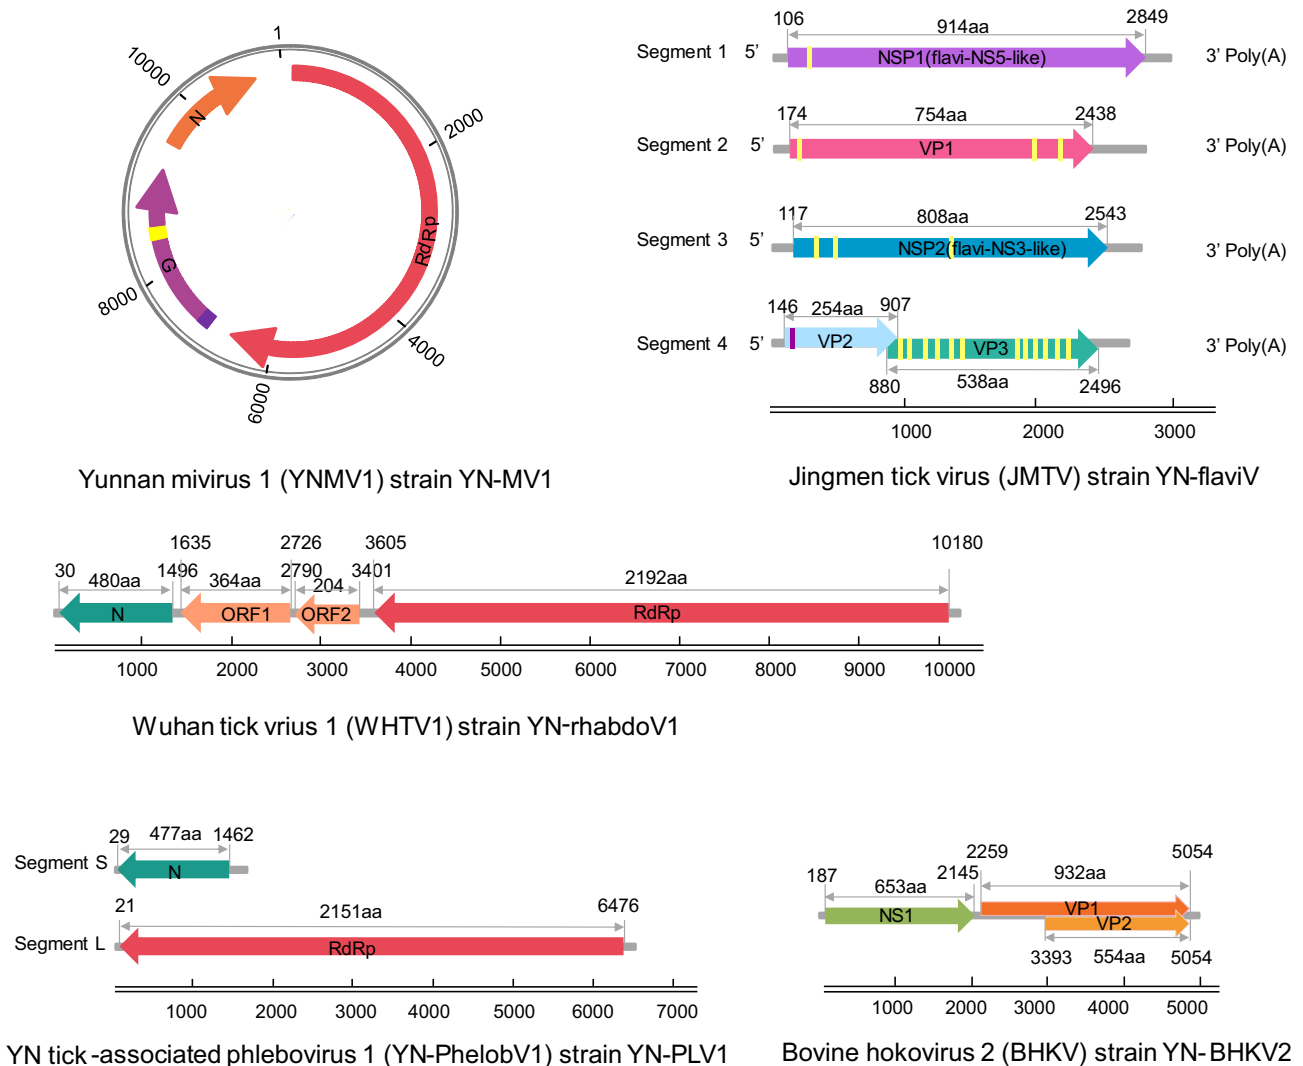 1
2000
4000
6000
8000
10000
RdRp
G
N
Yunnan mivirus 1 (YNMV1) strain YN-MV1
106 914aa 2849
Segment 1 5’ NSP1(flavi-NS5-like) 3’ Poly(A)
174 754aa 2438
Segment 2 5’ VP1 3’ Poly(A)
117 808aa 2543
Segment 3 5’ NSP2(flavi-NS3-like) 3’ Poly(A)
146 254aa 907
Segment 4 5’ VP2 VP3 3’ Poly(A)
880 538aa 2496
1000 2000 3000
Jingmen tick virus (JMTV) strain YN-flaviV
1635 2726 3605 10180
30 480aa 1496 364aa 2790 204 3401 2192aa
N ORF1 ORF2 RdRp
1000 2000 3000 4000 5000 6000 7000 8000 9000 10000
Wuhan tick vrius 1 (WHTV1) strain YN-rhabdoV1
29 477aa 1462
Segment S N
21 2151aa 6476
Segment L RdRp
1000 2000 3000 4000 5000 6000 7000
YN tick-associated phlebovirus 1 (YN-PhelobV1) strain YN-PLV1
2259 5054
187 653aa 2145 932aa
NS1 VP1
VP2
3393 554aa 5054
1000 2000 3000 4000 5000
Bovine hokovirus 2 (BHKV) strain YN-BHKV2